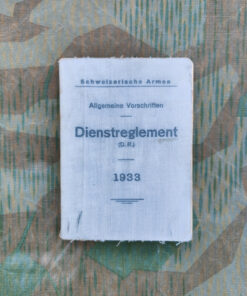 Schweizerische Armee
Allgemeine Vorschriften
Dienstreglement
(D. R.)
1933